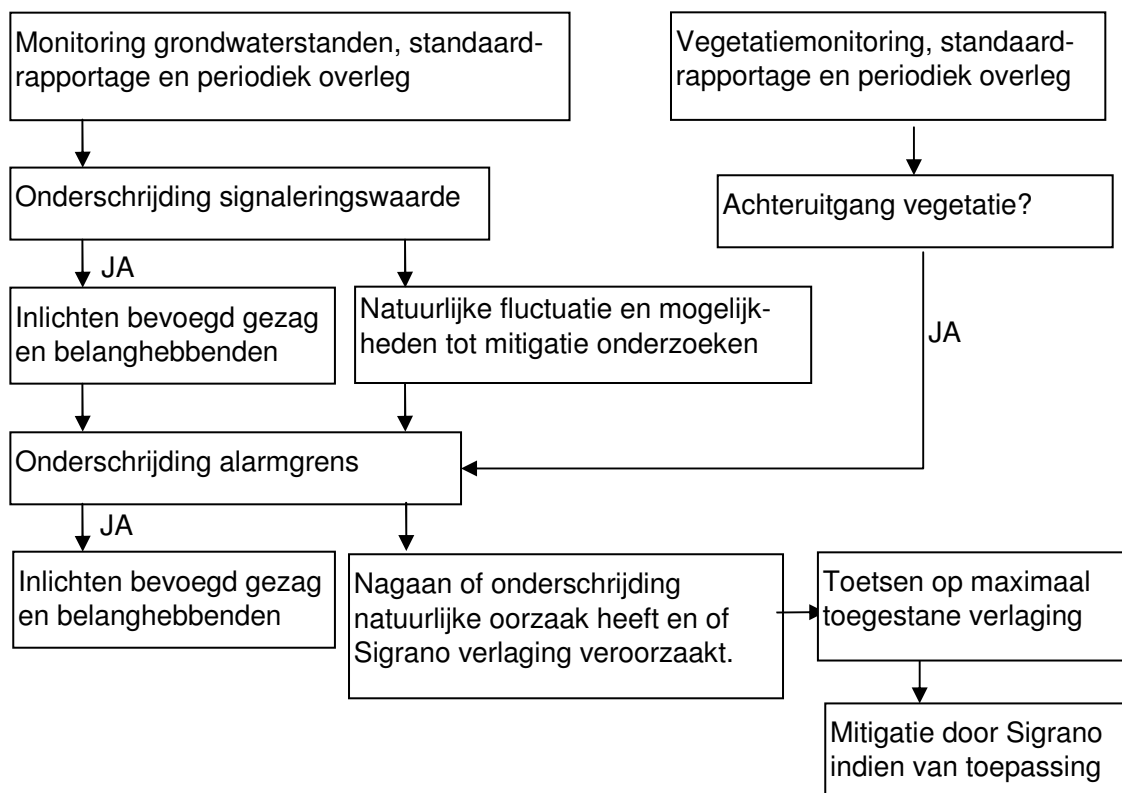 Monitoring grondwaterstanden, standaard-
rapportage en periodiek overleg
Vegetatiemonitoring, standaard-
rapportage en periodiek overleg
Onderschrijding signaleringswaarde
Achteruitgang vegetatie?
JA
Inlichten bevoegd gezag
en belanghebbenden
Natuurlijke fluctuatie en mogelijk-
heden tot mitigatie onderzoeken
JA
Onderschrijding alarmgrens
JA
Inlichten bevoegd gezag
en belanghebbenden
Nagaan of onderschrijding
natuurlijke oorzaak heeft en of
Sigrano verlaging veroorzaakt.
Toetsen op maximaal
toegestane verlaging
Mitigatie door Sigrano
indien van toepassing